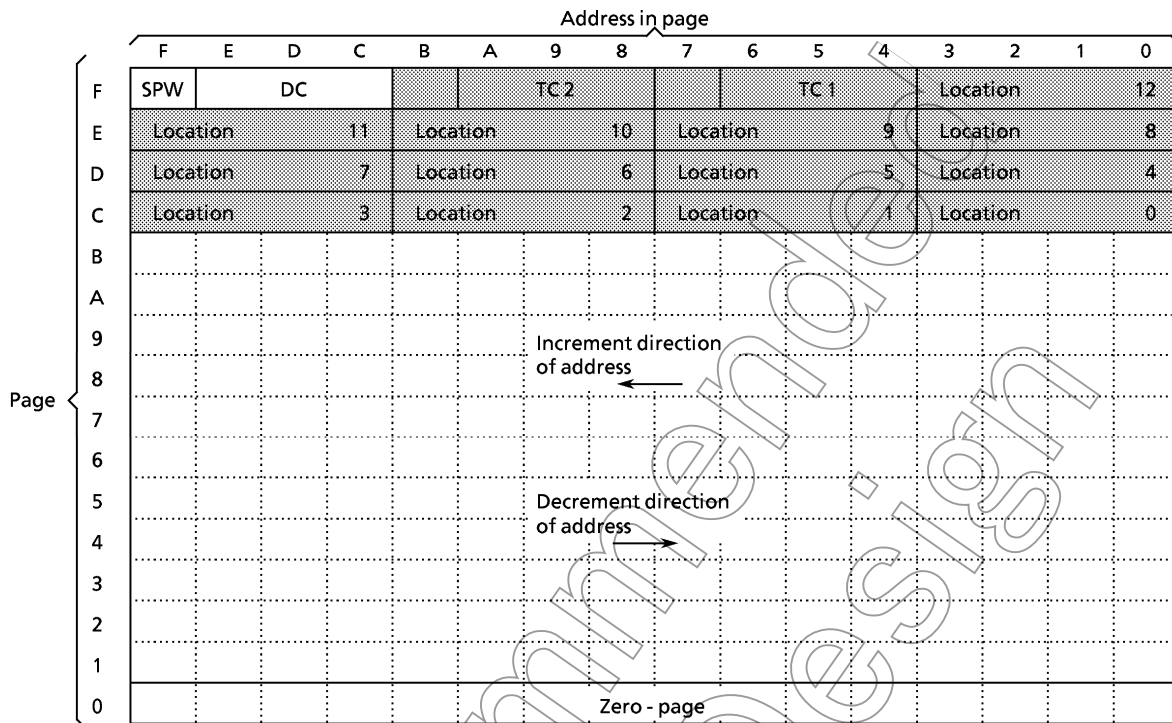 Address in page
F E D C B A 9 8 7 6 5 4 3 2 1 0
F SPW DC TC 2 TC 1 Location 12
E Location 11 Location 10 Location 9 Location 8
D Location 7 Location 6 Location 5 Location 4
C Location 3 Location 2 Location 1 Location 0
B
A
9 Increment direction
8 of address
Page
7
6
5 Decrement direction
4 of address
3
2
1
0 Zero - page
mmended
Design